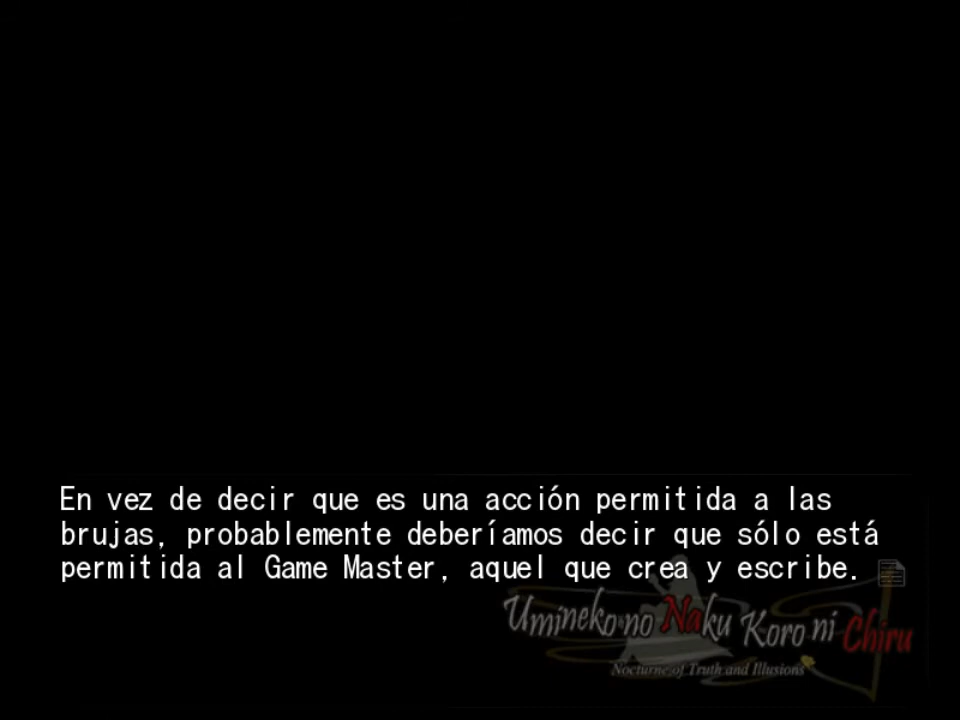 En vez de decir que es una acción permitida a las
brujas, probablemente deberíamos decir que sólo está
permitida al Game Master, aquel que crea y escribe.
Umineko no Naku Koro ni Chiru
Nocturne of Truth and Illusions